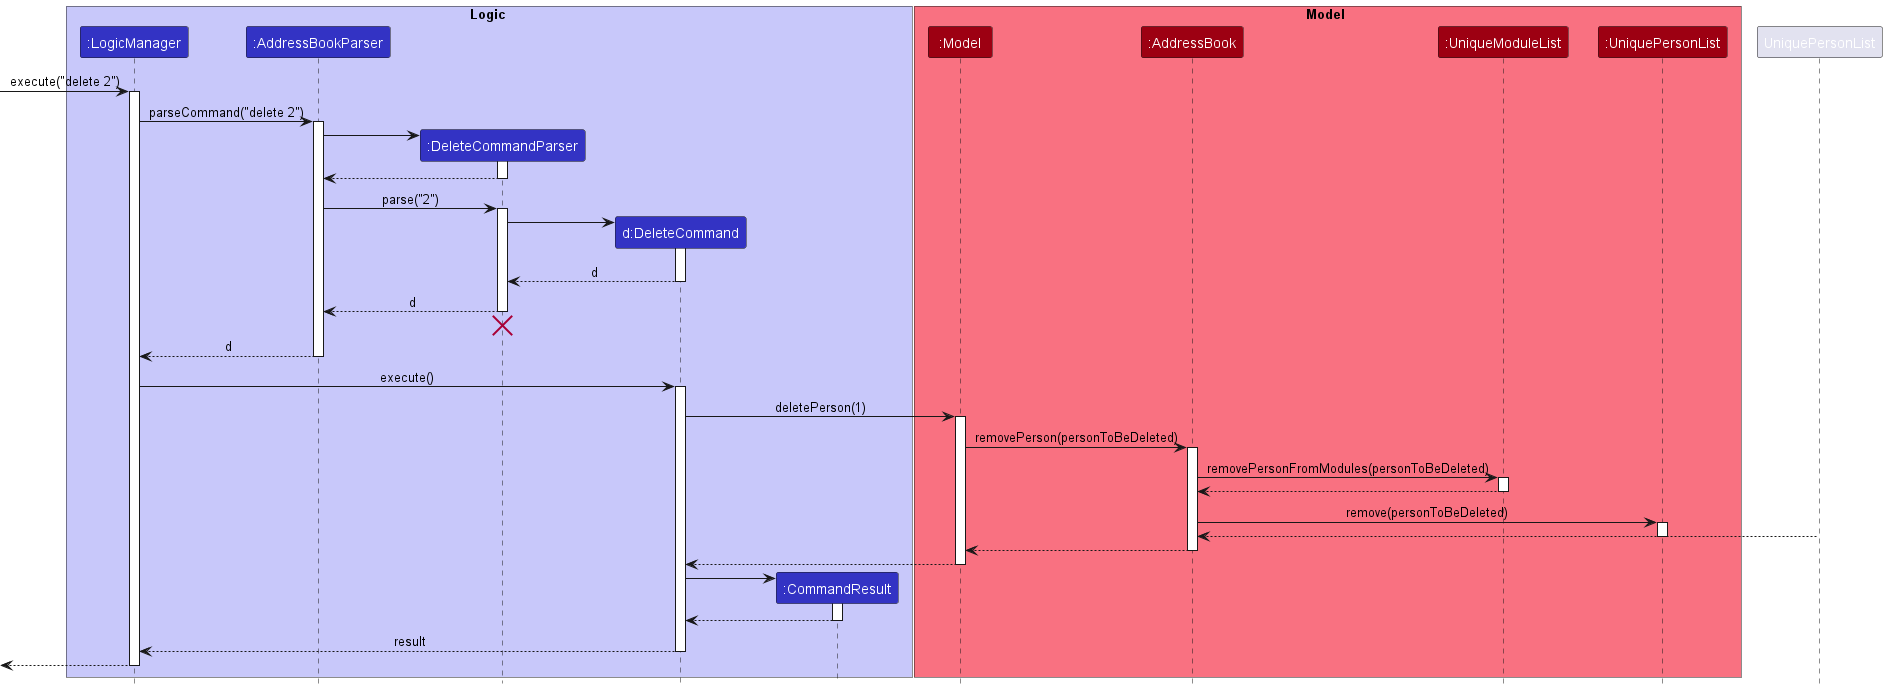 Logic
Model
:LogicManager
:AddressBookParser
:Model
:AddressBook
:UniqueModuleList
:UniquePersonList
UniquePersonList
execute("delete 2")
parseCommand("delete 2")
:DeleteCommandParser
parse("2")
d:DeleteCommand
d
d
d
execute()
deletePerson(1)
removePerson(personToBeDeleted)
removePersonFromModules(personToBeDeleted)
remove(personToBeDeleted)
:CommandResult
result